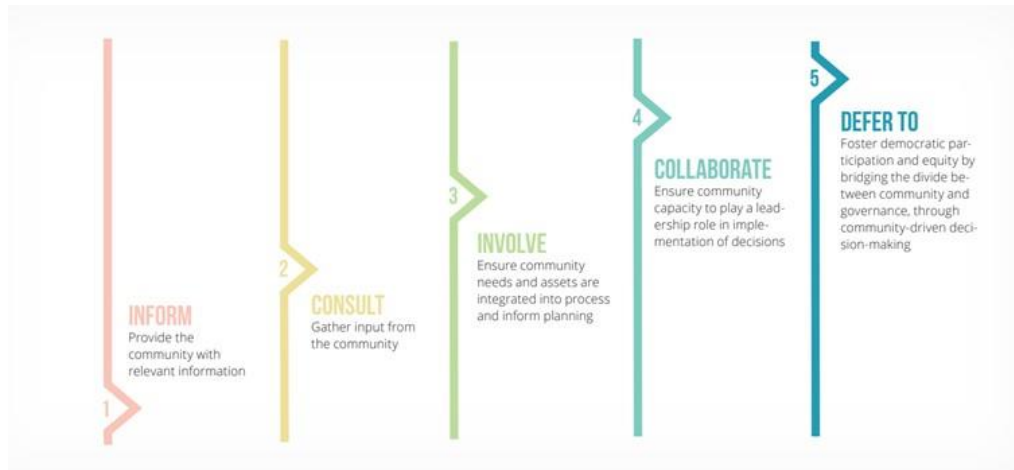 1
INFORM
Provide the
community with
relevant information
2
CONSULT
Gather input from
the community
3
INVOLVE
Ensure community
needs and assets are
integrated into process
and inform planning
4
COLLABORATE
Ensure community
capacity to play a lead-
ership role in imple-
mentation of decisions
5
DEFER TO
Foster democratic par-
ticipation and equity by
bridging the divide be-
tween community and
governance, through
community-driven deci-
sion-making